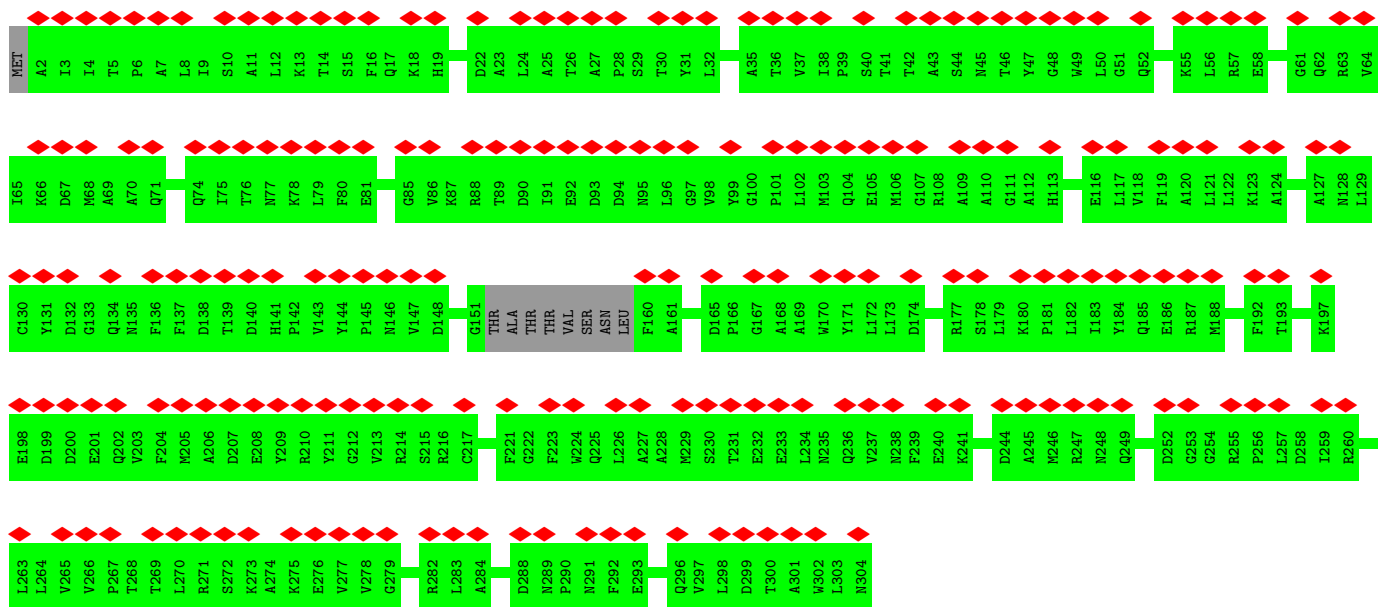 MET A2 I3 I4 T5 P6 A7 L8 I9 S10 A11 L12 K13 T14 S15 F16 Q17 K18 H19 D22 A23 L24 A25 T26 A27 P28 S29 T30 Y31 L32 A35 T36 V37 I38 P39 S40 T41 T42 A43 S44 N45 T46 Y47 G48 W49 L50 G51 Q52 K55 L56 R57 E58 G61 Q62 R63 V64
I65 K66 D67 M68 A69 A70 Q71 Q74 I75 T76 N77 K78 L79 F80 E81 G85 V86 K87 R88 T89 D90 I91 E92 D93 D94 N95 L96 G97 V98 Y99 G100 P101 L102 M103 Q104 E105 M106 G107 R108 A109 A110 G111 A112 H113 E116 L117 V118 F119 A120 L121 L122 K123 A124 A127 N128 L129
C130 Y131 D132 G133 Q134 N135 F136 F137 D138 T139 D140 H141 P142 V143 Y144 P145 N146 V147 D148 G151 THR ALA THR THR VAL SER ASN LEU F160 A161 D165 P166 G167 A168 A169 W170 Y171 L172 L173 D174 R177 S178 L179 K180 P181 L182 I183 Y184 Q185 E186 R187 M188 F192 T193 K197
E198 D199 D200 E201 Q202 V203 F204 M205 A206 D207 E208 Y209 R210 Y211 G212 V213 R214 S215 R216 C217 F221 G222 F223 W224 Q225 L226 A227 A228 M229 S230 T231 E232 E233 L234 N235 Q236 V237 N238 F239 E240 K241 D244 A245 M246 R247 N248 Q249 D252 G253 G254 R255 P256 L257 D258 I259 R260
L263 L264 V265 V266 P267 T268 T269 L270 R271 S272 K273 A274 K275 E276 V277 V278 G279 R282 L283 A284 D288 N289 P290 N291 F292 E293 Q296 V297 L298 D299 T300 A301 W302 L303 N304